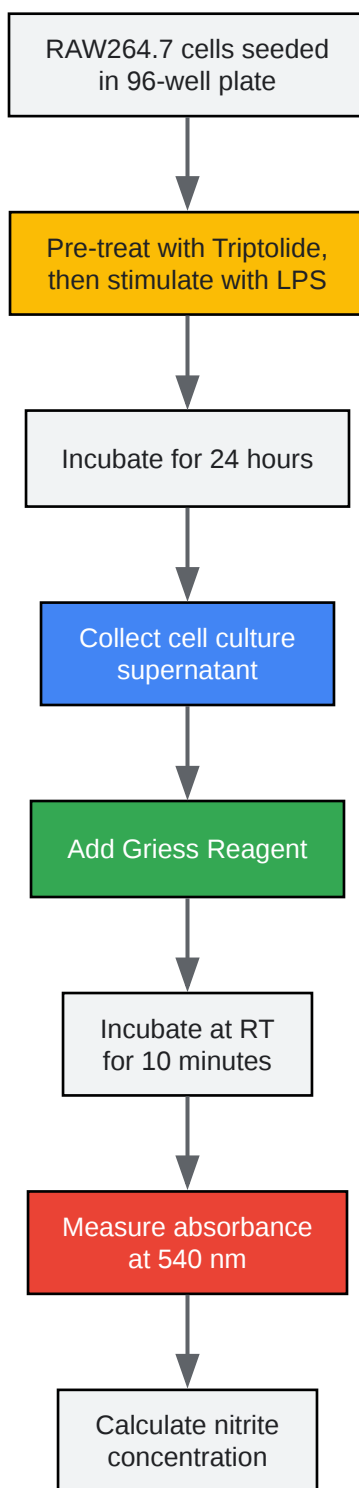 RAW264.7 cells seeded
in 96-well plate
Pre-treat with Triptolide,
then stimulate with LPS
Incubate for 24 hours
Collect cell culture
supernatant
Add Griess Reagent
Incubate at RT
for 10 minutes
Measure absorbance
at 540 nm
Calculate nitrite
concentration